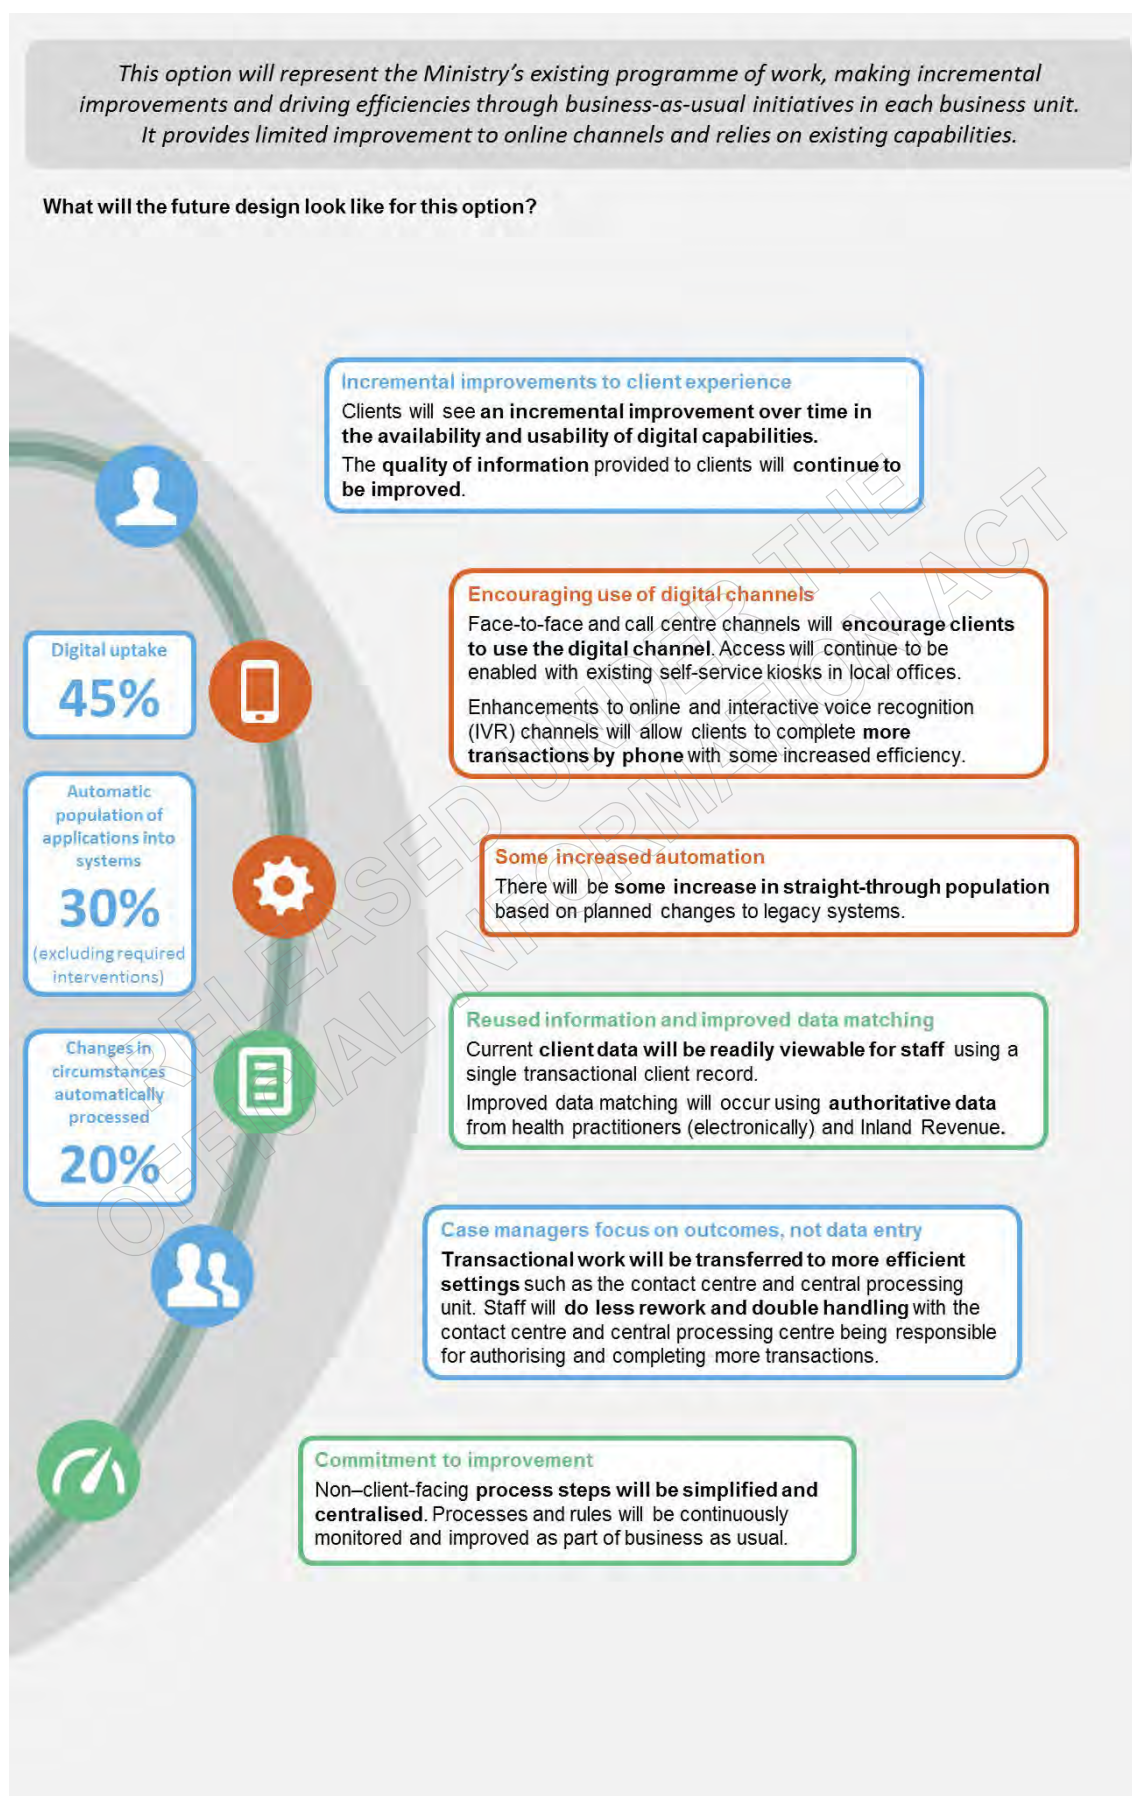 This option will represent the Ministry's existing programme of work, making incremental
improvements and driving efficiencies through business-as-usual initiatives in each business unit.
It provides limited improvement to online channels and relies on existing capabilities.
What will the future design look like for this option?
Incremental improvements to client experience
Clients will see an incremental improvement over time in
the availability and usability of digital capabilities.
The quality of information provided to clients will continue to
be improved.
Encouraging use of digital channels
Face-to-face and call centre channels will encourage clients
to use the digital channel. Access will continue to be
enabled with existing self-service kiosks in local offices.
Enhancements to online and interactive voice recognition
(IVR) channels will allow clients to complete more
transactions by phone with some increased efficiency.
Digital uptake
45%
Automatic
population of
applications into
systems
30%
(excluding required
interventions)
Some increased automation
There will be some increase in straight-through population
based on planned changes to legacy systems.
Reused information and improved data matching
Current client data will be readily viewable for staff using a
single transactional client record.
Improved data matching will occur using authoritative data
from health practitioners (electronically) and Inland Revenue.
Changes in
circumstances
automatically
processed
20%
Case managers focus on outcomes, not data entry
Transactional work will be transferred to more efficient
settings such as the contact centre and central processing
unit. Staff will do less rework and double handling with the
contact centre and central processing centre being responsible
for authorising and completing more transactions.
Commitment to improvement
Non–client-facing process steps will be simplified and
centralised. Processes and rules will be continuously
monitored and improved as part of business as usual.
RELEASED UNDER THE
OFFICIAL INFORMATION ACT